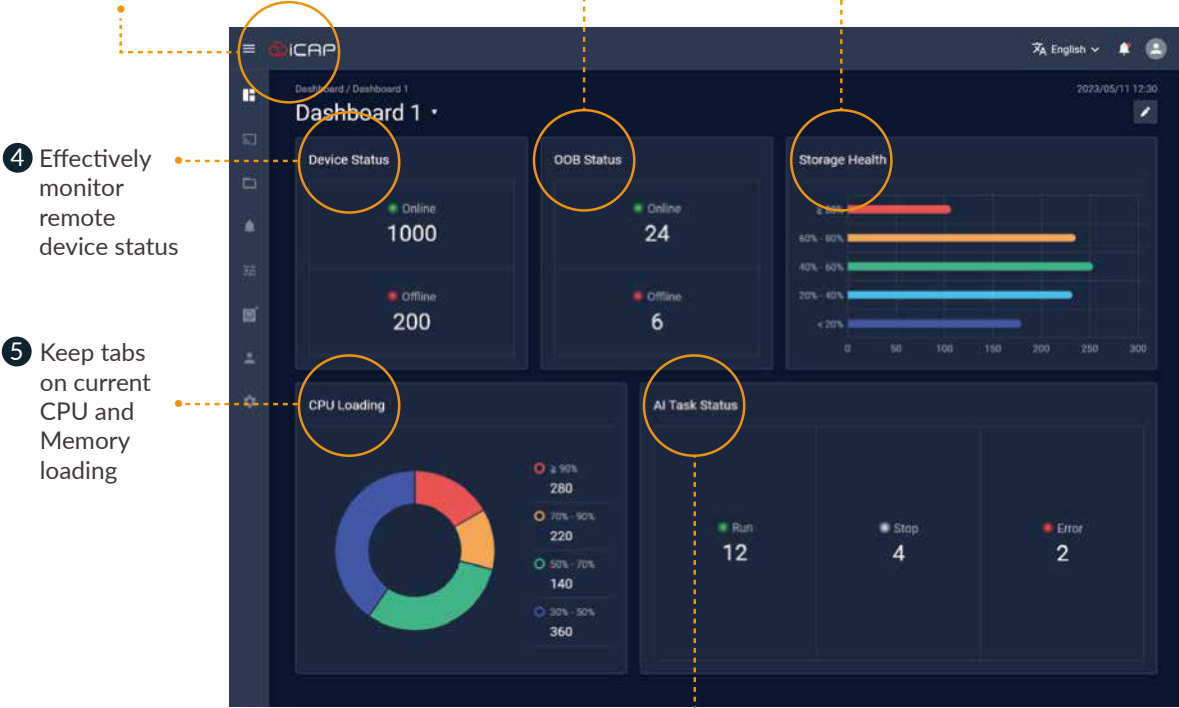 iCAP
English
Dashboard / Dashboard 1
2023/05/11 12:30
Dashboard 1
4 Effectively
monitor
remote
device status
Device Status
Online
1000
Offline
200
OOB Status
Online
24
Offline
6
Storage Health
≧ 80%
60% - 80%
40% - 60%
20% - 40%
< 20%
0 50 100 150 200 250 300
5 Keep tabs
on current
CPU and
Memory
loading
CPU Loading
≧ 90%
280
70% - 90%
220
50% - 70%
140
30% - 50%
360
AI Task Status
Run
12
Stop
4
Error
2